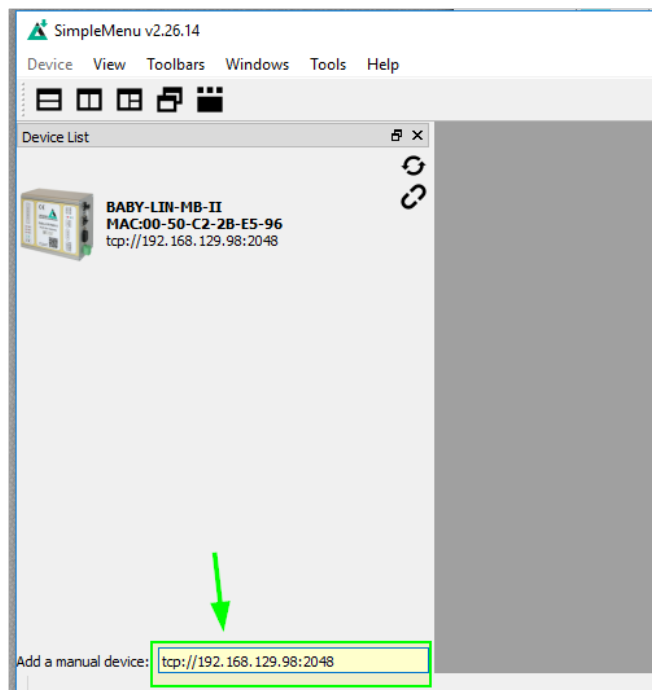 SimpleMenu v2.26.14
Device View Toolbars Windows Tools Help
Device List
BABY-LIN-MB-II
MAC:00-50-C2-2B-E5-96
tcp://192.168.129.98:2048
Add a manual device: tcp://192.168.129.98:2048